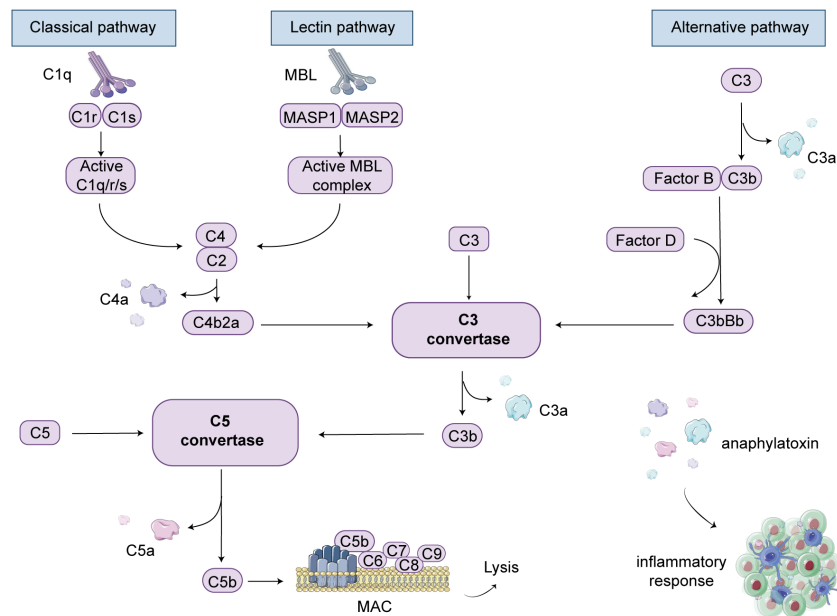 Classical pathway
Lectin pathway
Alternative pathway
C1q
MBL
C3
C1r
C1s
MASP1
MASP2
C3a
Active
C1q/r/s
Active MBL
complex
Factor B
C3b
C4
C2
C3
Factor D
C4a
C4b2a
C3
convertase
C3bBb
C3a
C5
C5
convertase
C3b
anaphylatoxin
C5a
C5b
C5b
C6
C7
C8
C9
MAC
Lysis
inflammatory
response